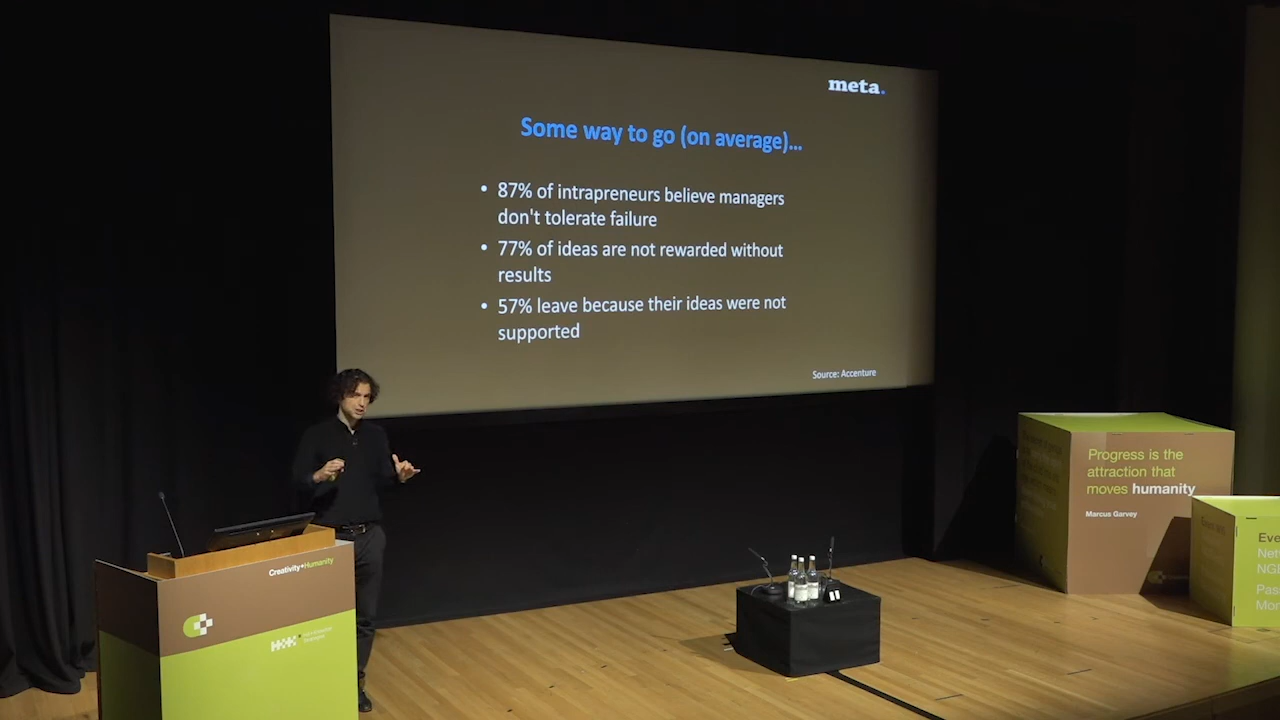 meta.
Some way to go (on average)...
• 87% of intrapreneurs believe managers
don't tolerate failure
• 77% of ideas are not rewarded without
results
• 57% leave because their ideas were not
supported
Source: Accenture
Creativity+Humanity
Progress is the
attraction that
moves humanity
Marcus Garvey